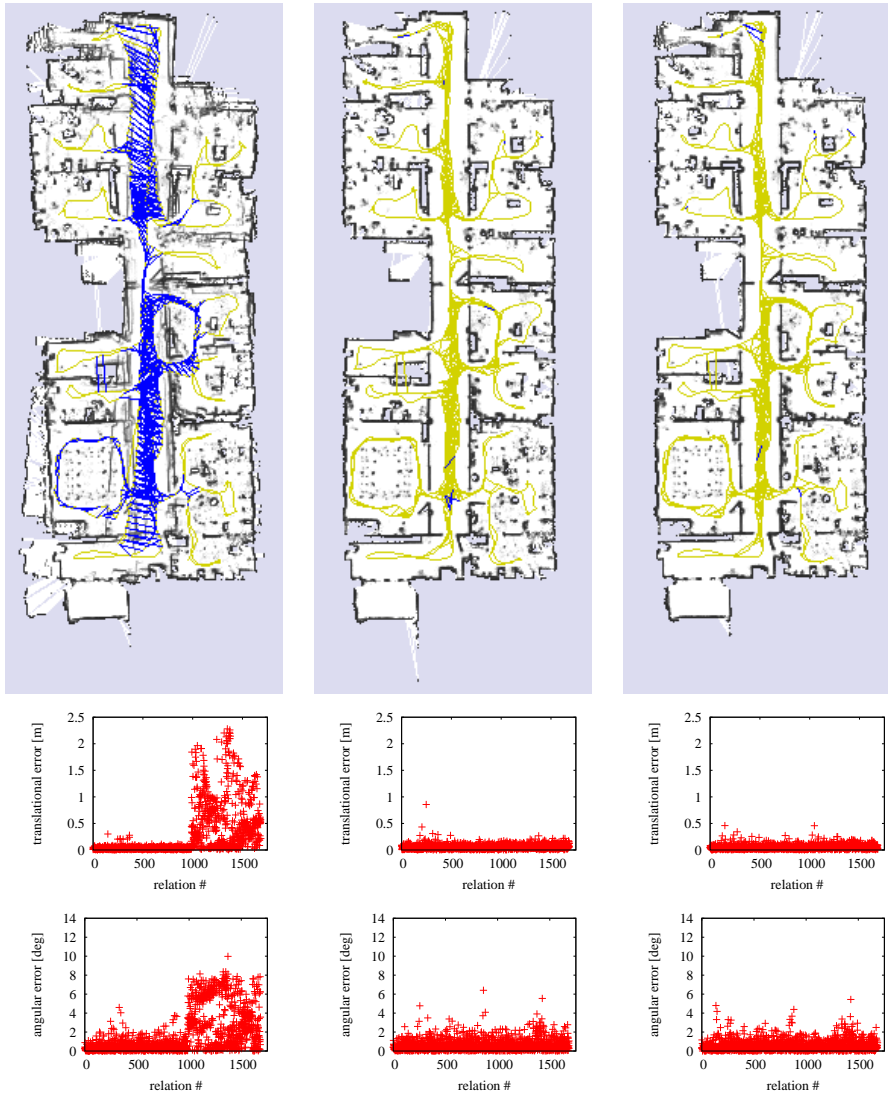 2.5 2.5 2.5
2 2 2
1.5 1.5 1.5
1 1 1
0.5 0.5 0.5
0 0 0
translational error [m] translational error [m] translational error [m]
0 500 1000 1500 0 500 1000 1500 0 500 1000 1500
relation # relation # relation #
14 14 14
12 12 12
10 10 10
8 8 8
6 6 6
4 4 4
2 2 2
0 0 0
angular error [deg] angular error [deg] angular error [deg]
0 500 1000 1500 0 500 1000 1500 0 500 1000 1500
relation # relation # relation #